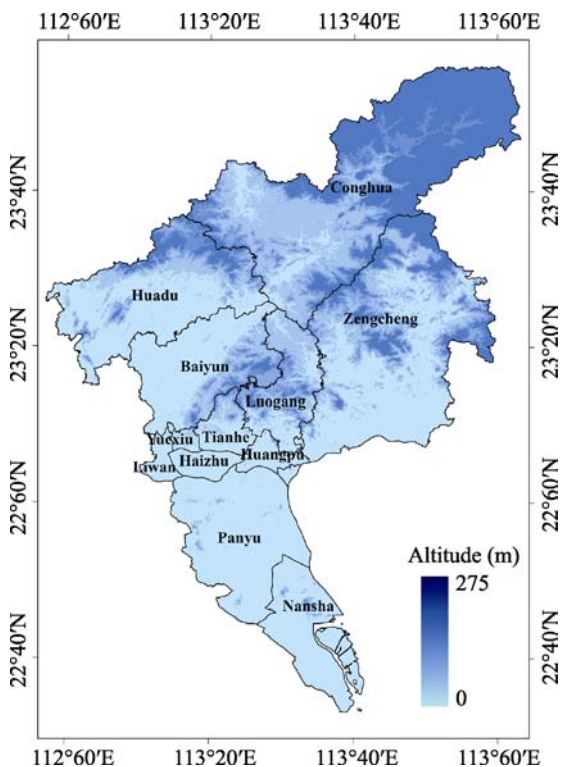 112°60'E 113°20'E 113°40'E 113°60'E
23°40'N 23°40'N
Conghua
Huadu
Zengcheng
23°20'N 23°20'N
Baiyun
Luogang
Yuexiu Tianhe
Huangpu
Liwan Haizhu
22°60'N 22°60'N
Panyu
Altitude (m)
275
Nansha
22°40'N 22°40'N
0
112°60'E 113°20'E 113°40'E 113°60'E